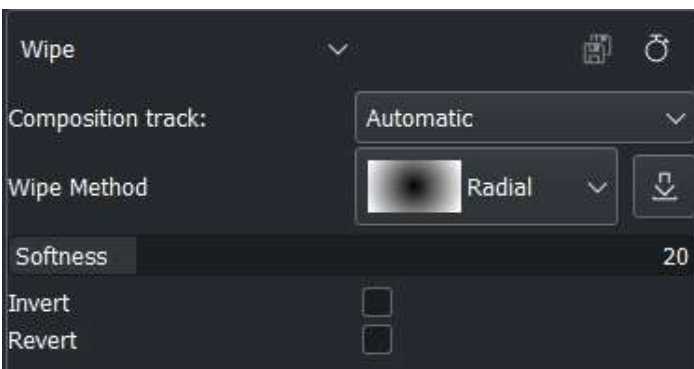 Wipe
Composition track: Automatic
Wipe Method Radial
Softness 20
Invert
Revert